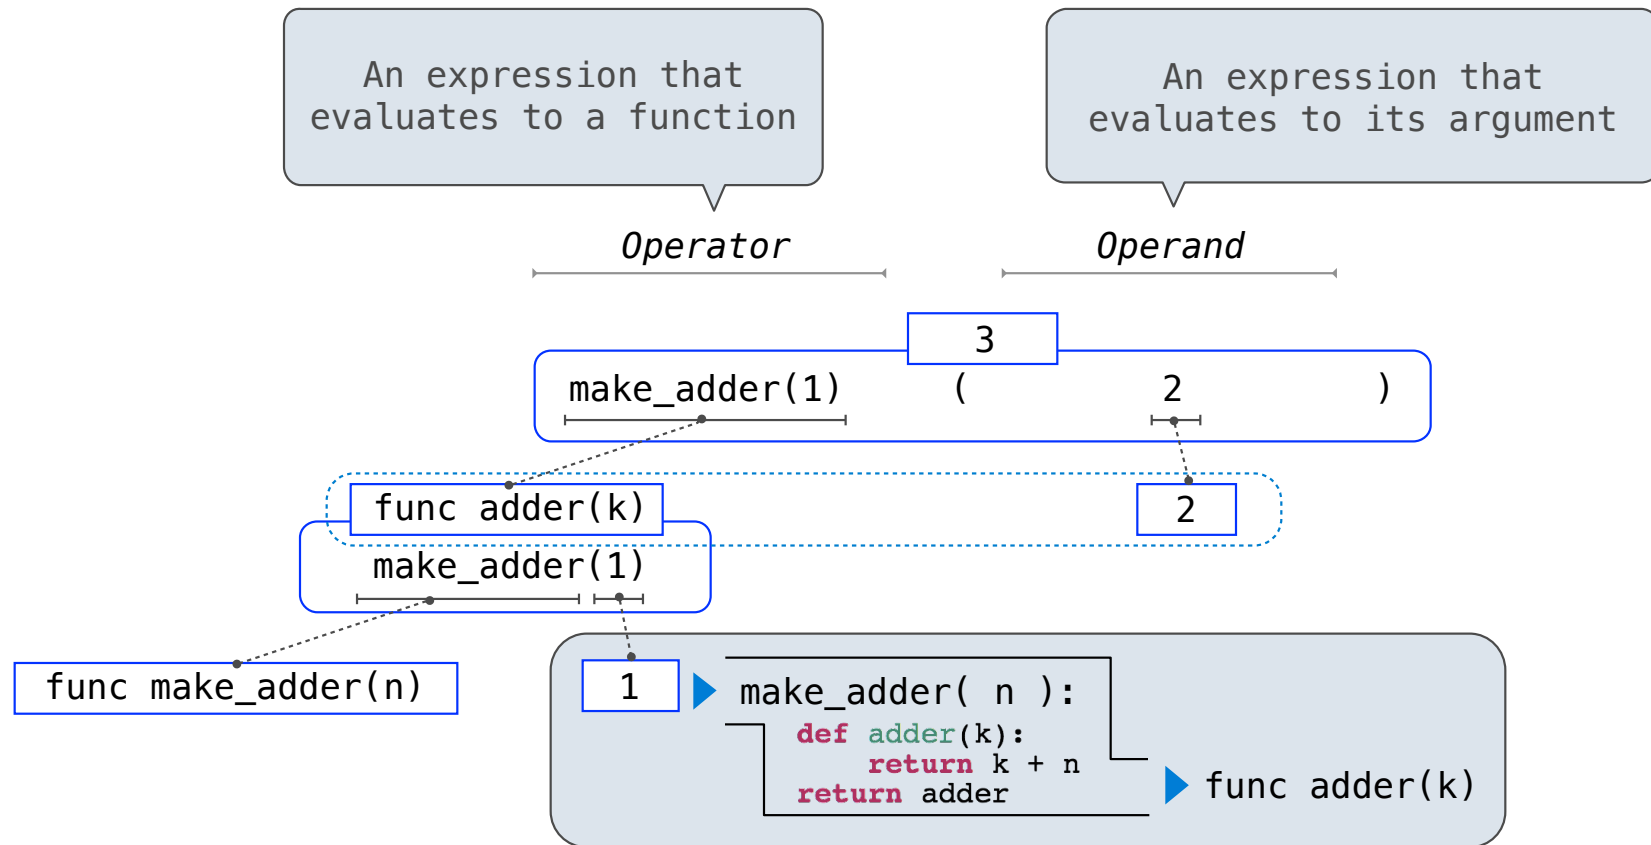 An expression that
evaluates to a function
An expression that
evaluates to its argument
Operator
Operand
3
make_adder(1) ( 2 )
func adder(k)
2
make_adder(1)
func make_adder(n)
1
make_adder( n ):
def adder(k):
return k + n
return adder
func adder(k)